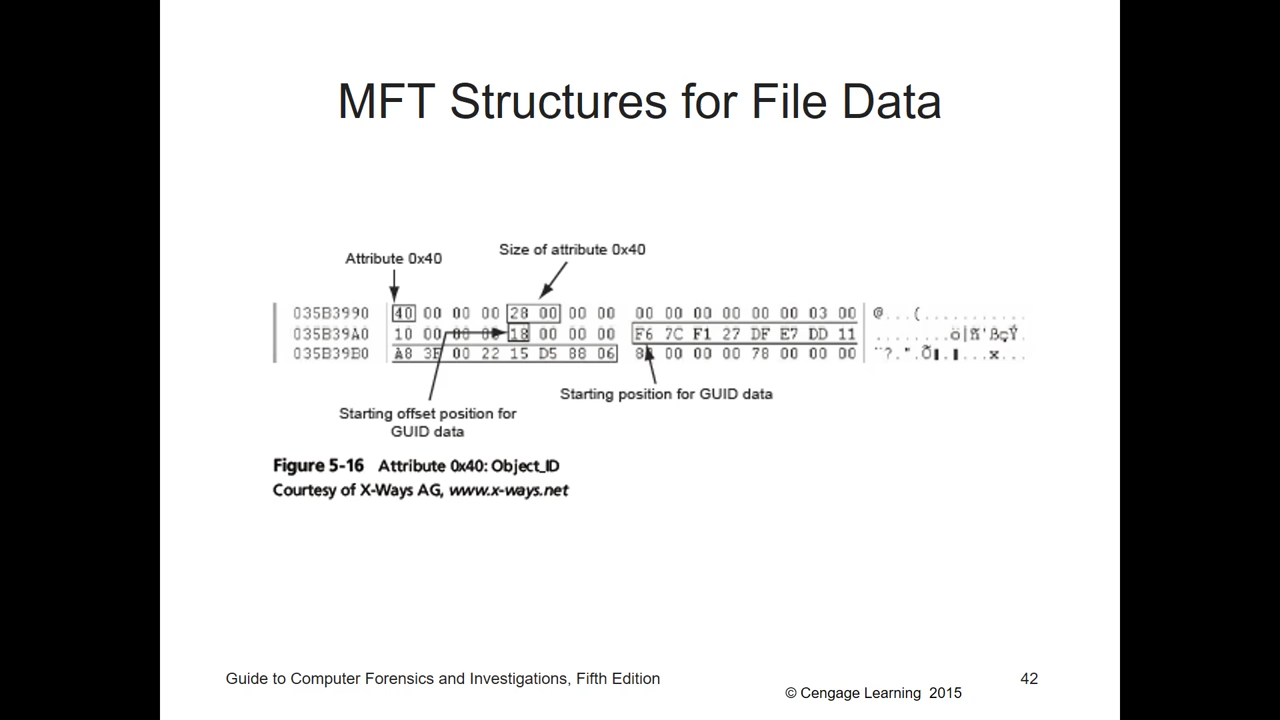 MFT Structures for File Data
Size of attribute 0x40
Attribute 0x40
035B3990 40 00 00 00 28 00 00 00 00 00 00 00 00 00 03 00 @...(...........
035B39A0 10 00 00 00 18 00 00 00 F6 7C F1 27 DF E7 DD 11
035B39B0 A8 3F 00 22 15 D5 88 06 00 00 00 78 00 00 00
Starting position for GUID data
Starting offset position for
GUID data
Figure 5-16 Attribute 0x40: Object_ID
Courtesy of X-Ways AG, www.x-ways.net
Guide to Computer Forensics and Investigations, Fifth Edition
42
© Cengage Learning 2015